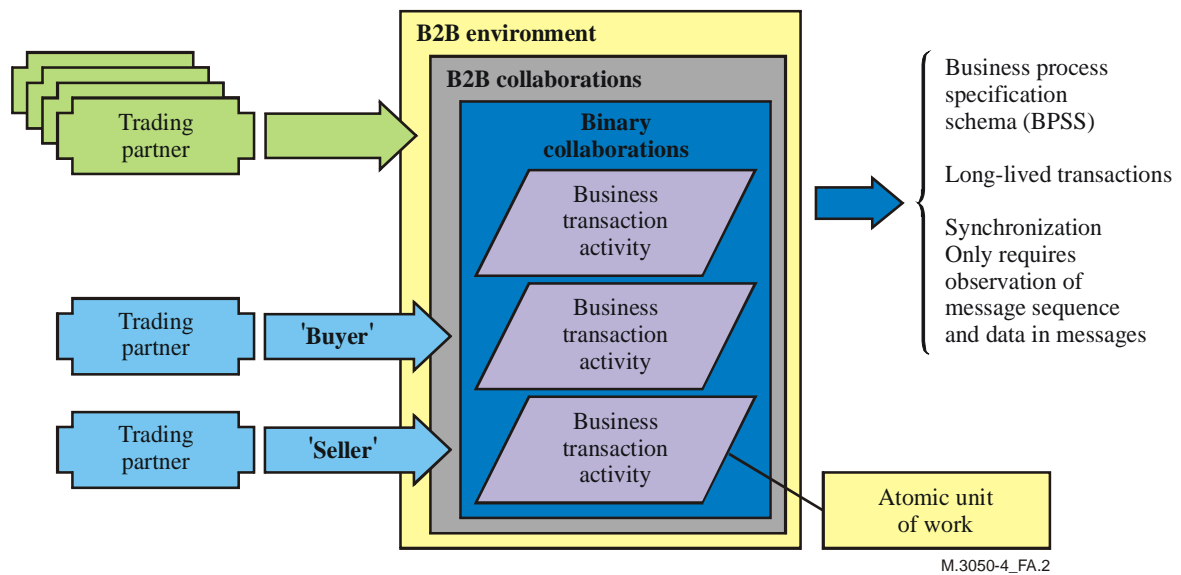 B2B environment
B2B collaborations
Binary
collaborations
Trading
partner
Business
transaction
activity
Trading
partner
'Buyer'
Business
transaction
activity
Trading
partner
'Seller'
Business
transaction
activity
Business process
specification
schema (BPSS)
Long-lived transactions
Synchronization
Only requires
observation of
message sequence
and data in messages
Atomic unit
of work
M.3050-4_FA.2